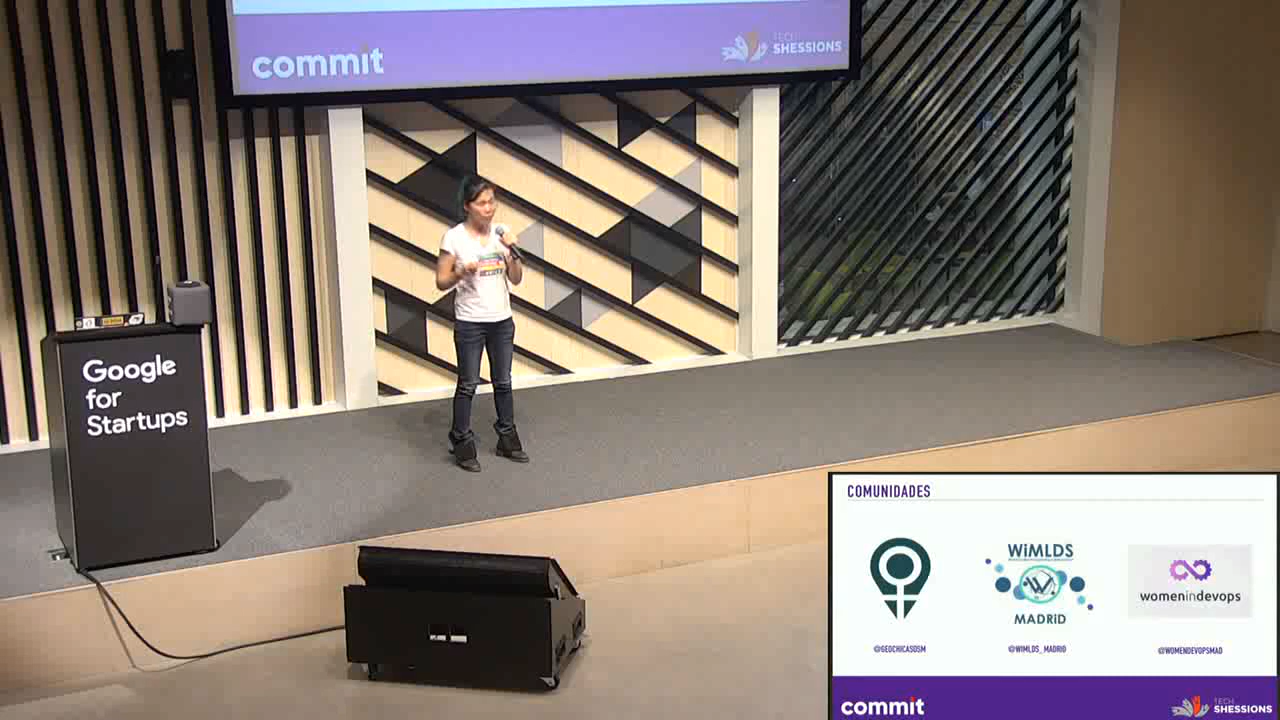 commit
TECH
SHESSIONS
Google
for
Startups
COMUNIDADES
WiMLDS
MADRiD
womenindevops
@GEOCHICASOSM
@WIMLDS_MADRID
@WOMENDEVOPSMAD
commit
TECH
SHESSIONS